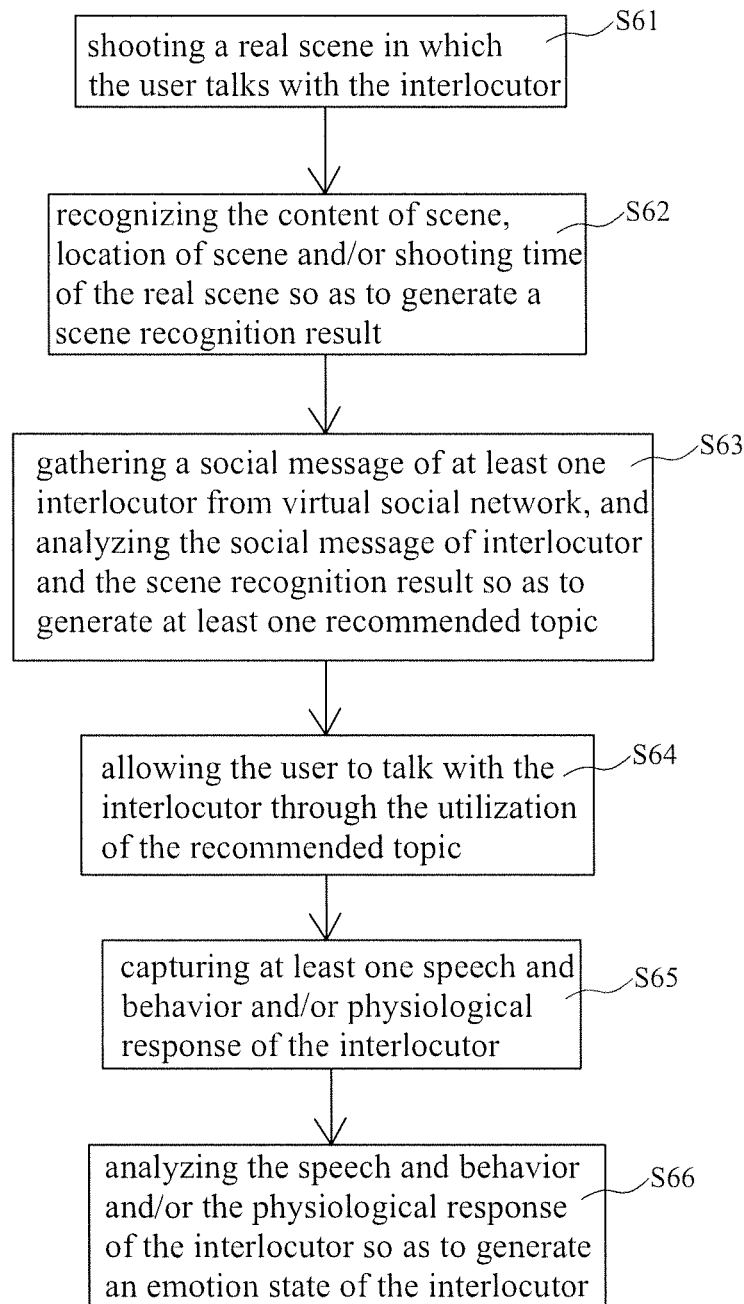 S61
shooting a real scene in which
the user talks with the interlocutor
S62
recognizing the content of scene,
location of scene and/or shooting time
of the real scene so as to generate a
scene recognition result
S63
gathering a social message of at least one
interlocutor from virtual social network, and
analyzing the social message of interlocutor
and the scene recognition result so as to
generate at least one recommended topic
S64
allowing the user to talk with the
interlocutor through the utilization
of the recommended topic
S65
capturing at least one speech and
behavior and/or physiological
response of the interlocutor
S66
analyzing the speech and behavior
and/or the physiological response
of the interlocutor so as to generate
an emotion state of the interlocutor